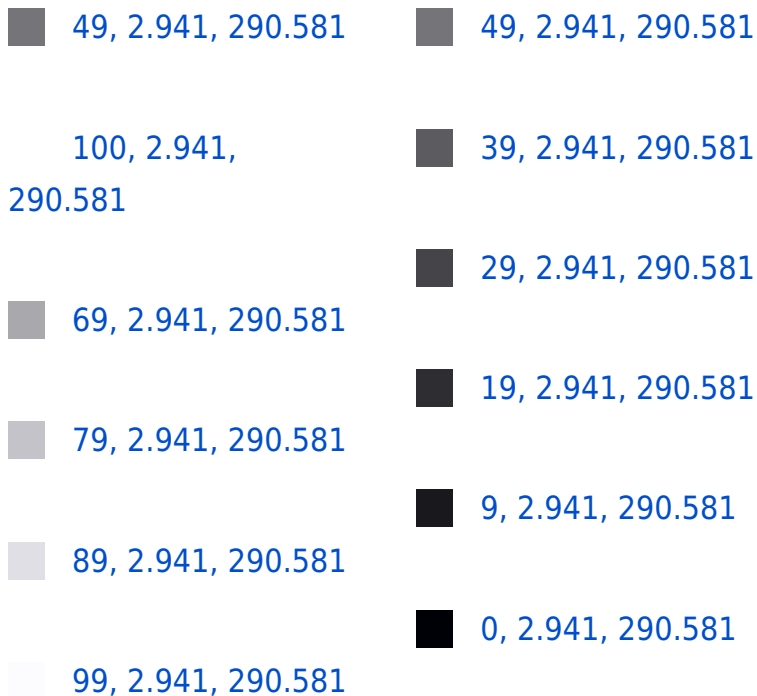 49, 2.941, 290.581
100, 2.941,
290.581
69, 2.941, 290.581
79, 2.941, 290.581
89, 2.941, 290.581
99, 2.941, 290.581
49, 2.941, 290.581
39, 2.941, 290.581
29, 2.941, 290.581
19, 2.941, 290.581
9, 2.941, 290.581
0, 2.941, 290.581